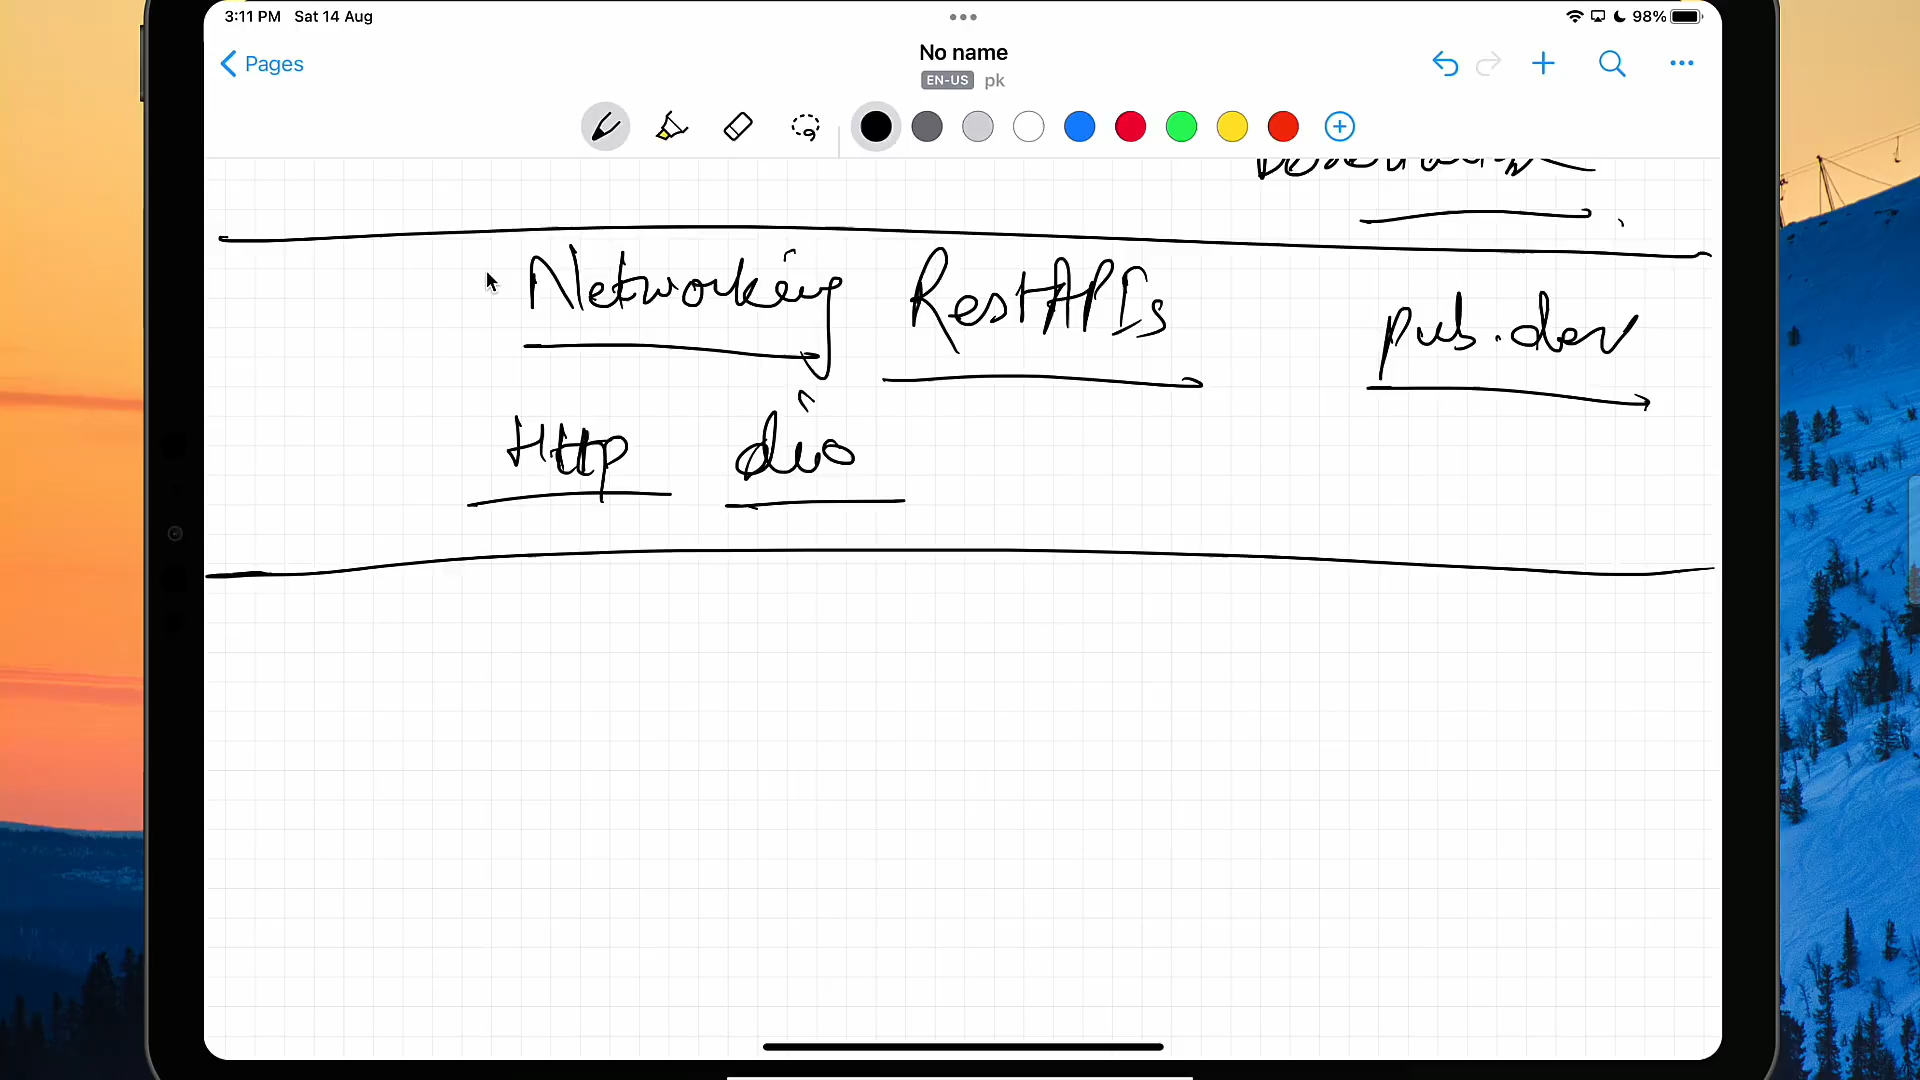 3:11 PM Sat 14 Aug
98%
Pages
No name
EN-US pk
Networking RestAPIs pub.dev
Http dio